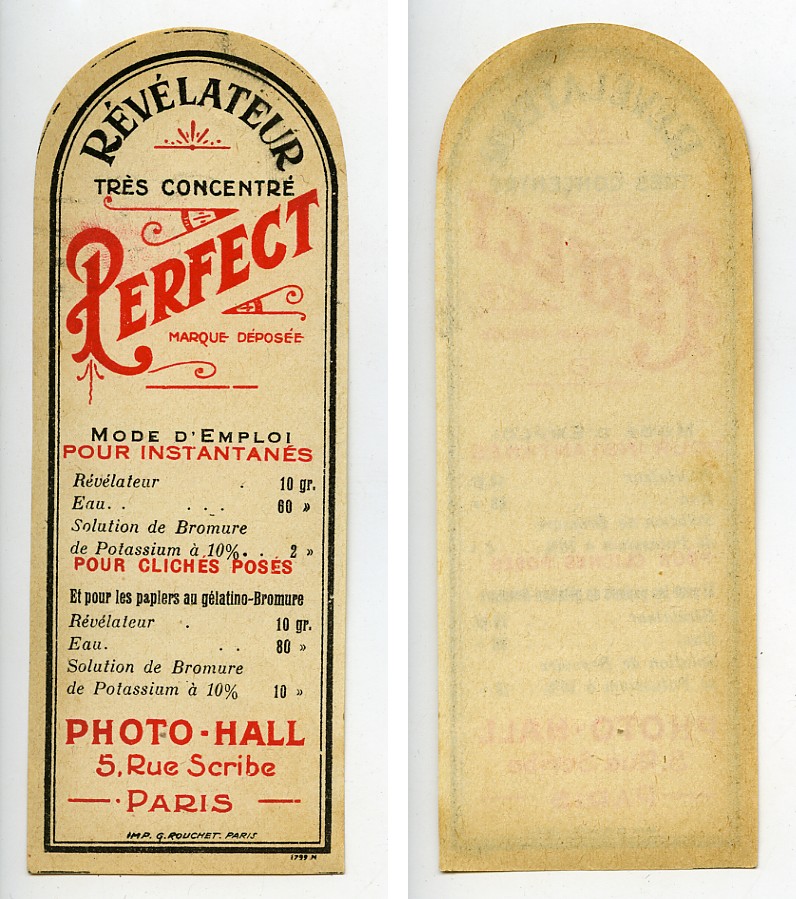 RÉVÉLATEUR
TRÈS CONCENTRÉ
PERFECT
MARQUE DÉPOSÉE
MODE D'EMPLOI
POUR INSTANTANÉS
Révélateur . 10 gr.
Eau. . . . . 60 »
Solution de Bromure
de Potassium à 10%. . 2 »
POUR CLICHÉS POSÉS
Et pour les papiers au gélatino-Bromure
Révélateur . 10 gr.
Eau. . . 80 »
Solution de Bromure
de Potassium à 10% 10 »
PHOTO-HALL
5, Rue Scribe
PARIS
IMP. G. ROUCHET. PARIS
1799 M